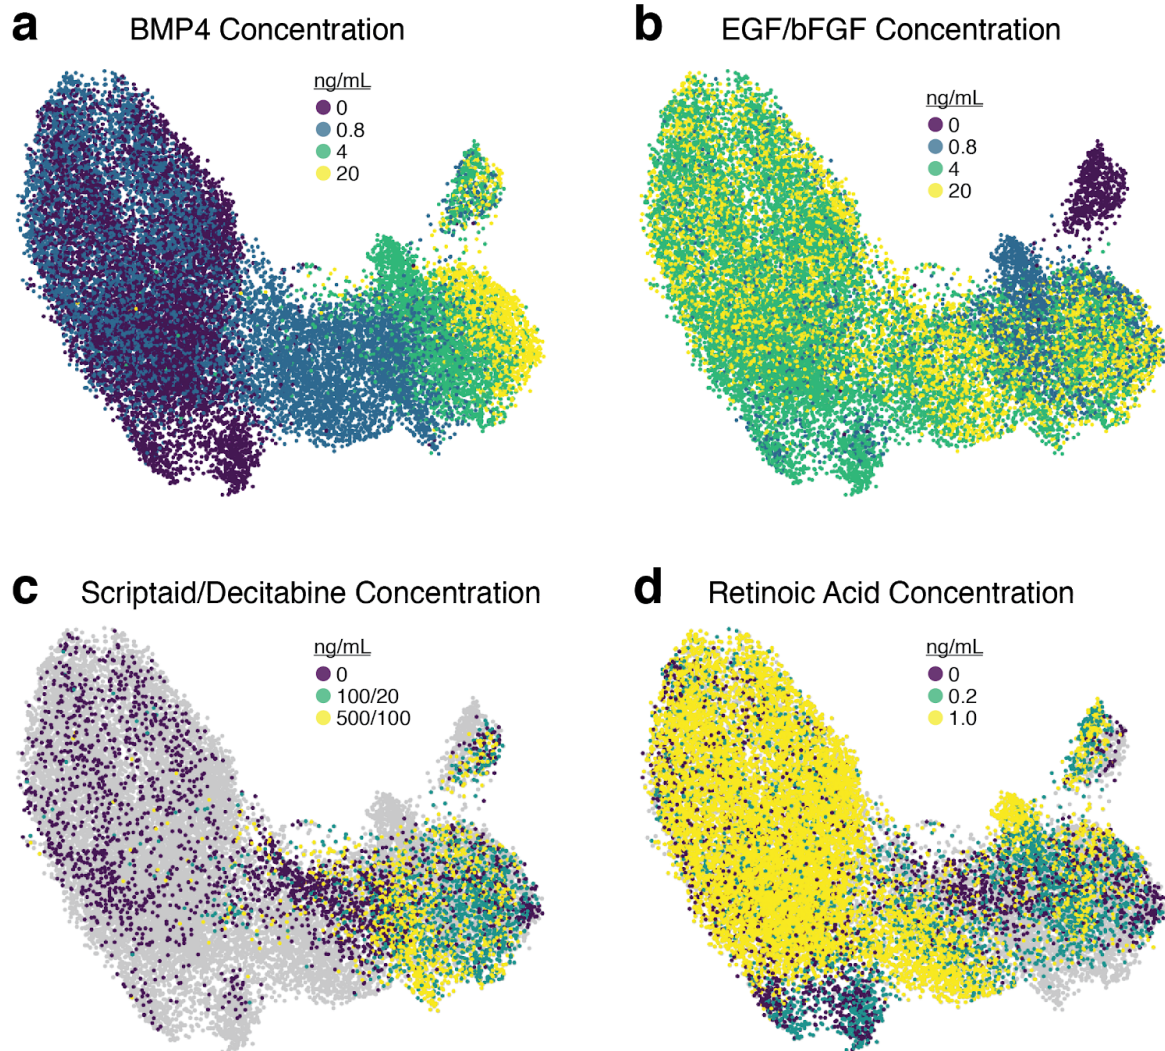 a BMP4 Concentration
ng/mL
0
0.8
4
20
b EGF/bFGF Concentration
ng/mL
0
0.8
4
20
c Scriptaid/Decitabine Concentration
ng/mL
0
100/20
500/100
d Retinoic Acid Concentration
ng/mL
0
0.2
1.0